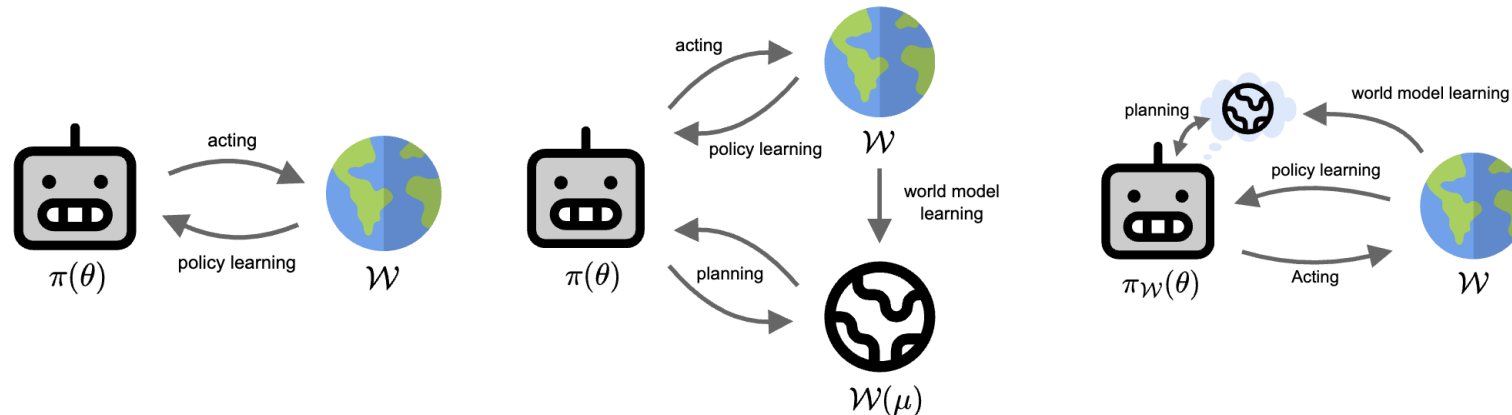 acting
policy learning
π(θ)
𝒲
acting
policy learning
𝒲
world model
learning
planning
π(θ)
𝒲(μ)
world model learning
planning
policy learning
Acting
π𝒲(θ)
𝒲